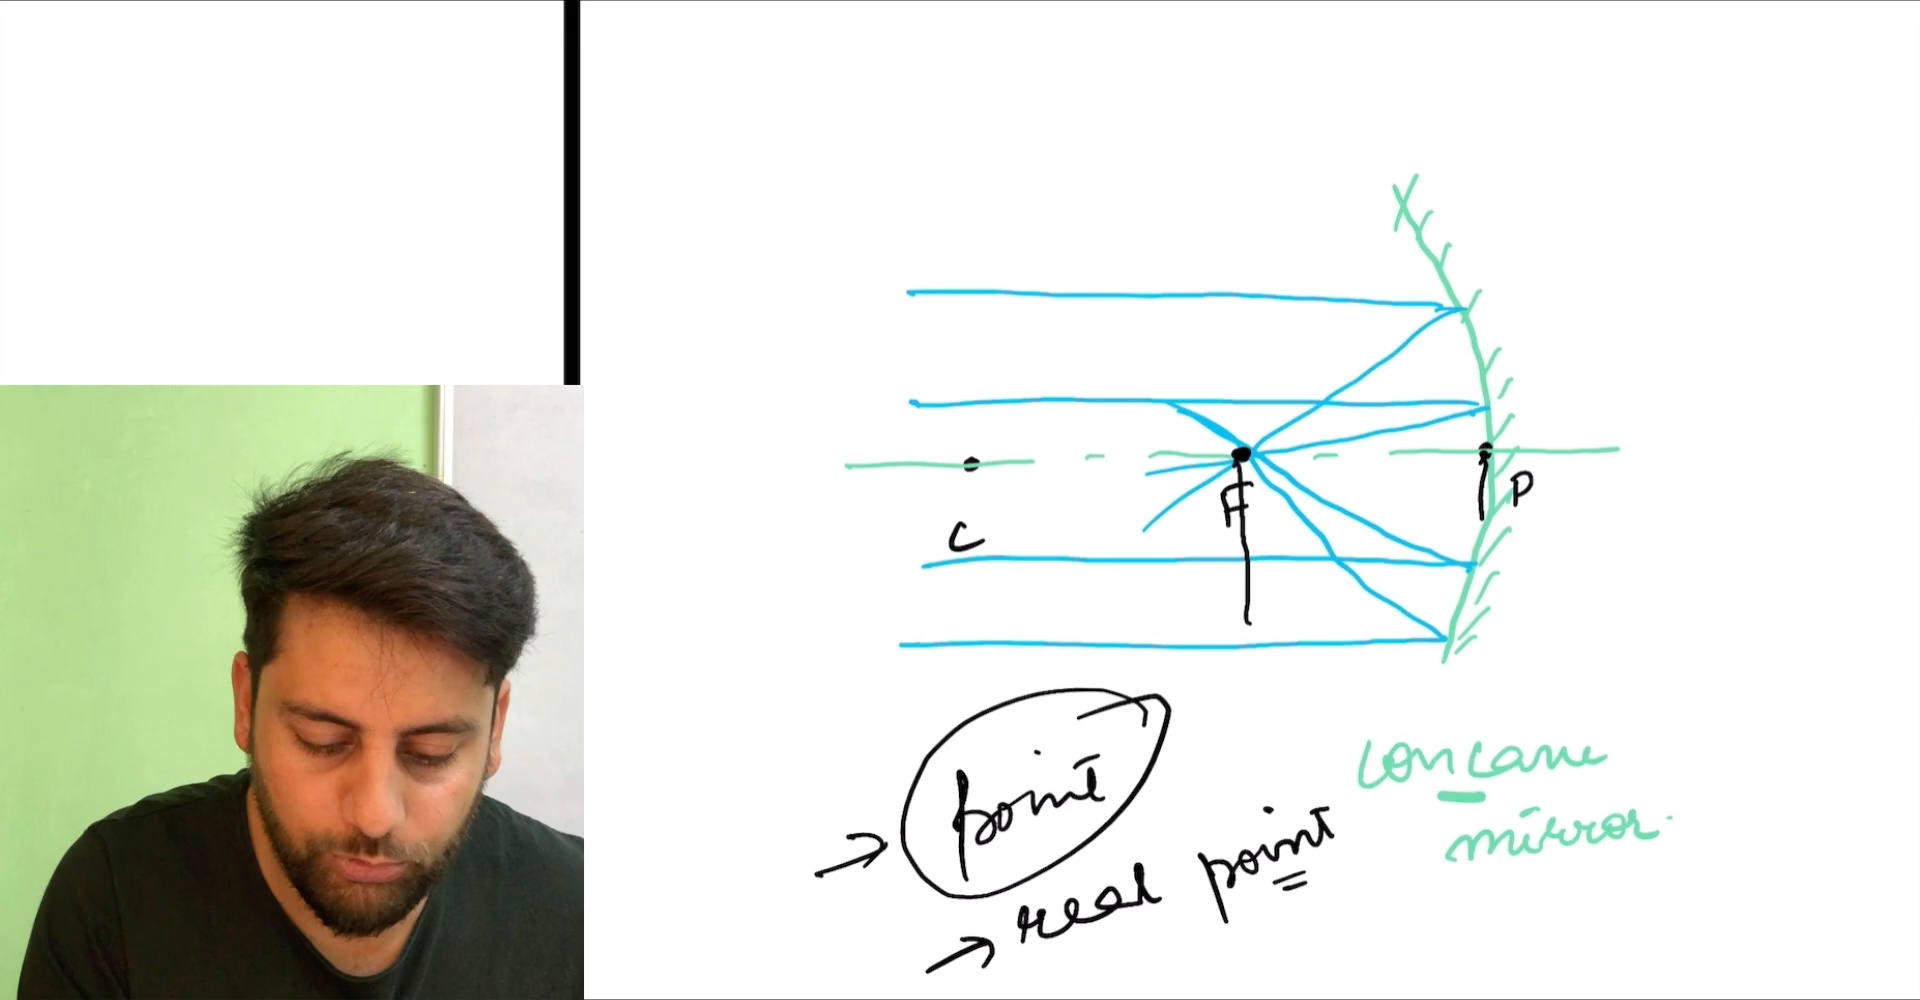 F
P
C
point
real point
concave
mirror.